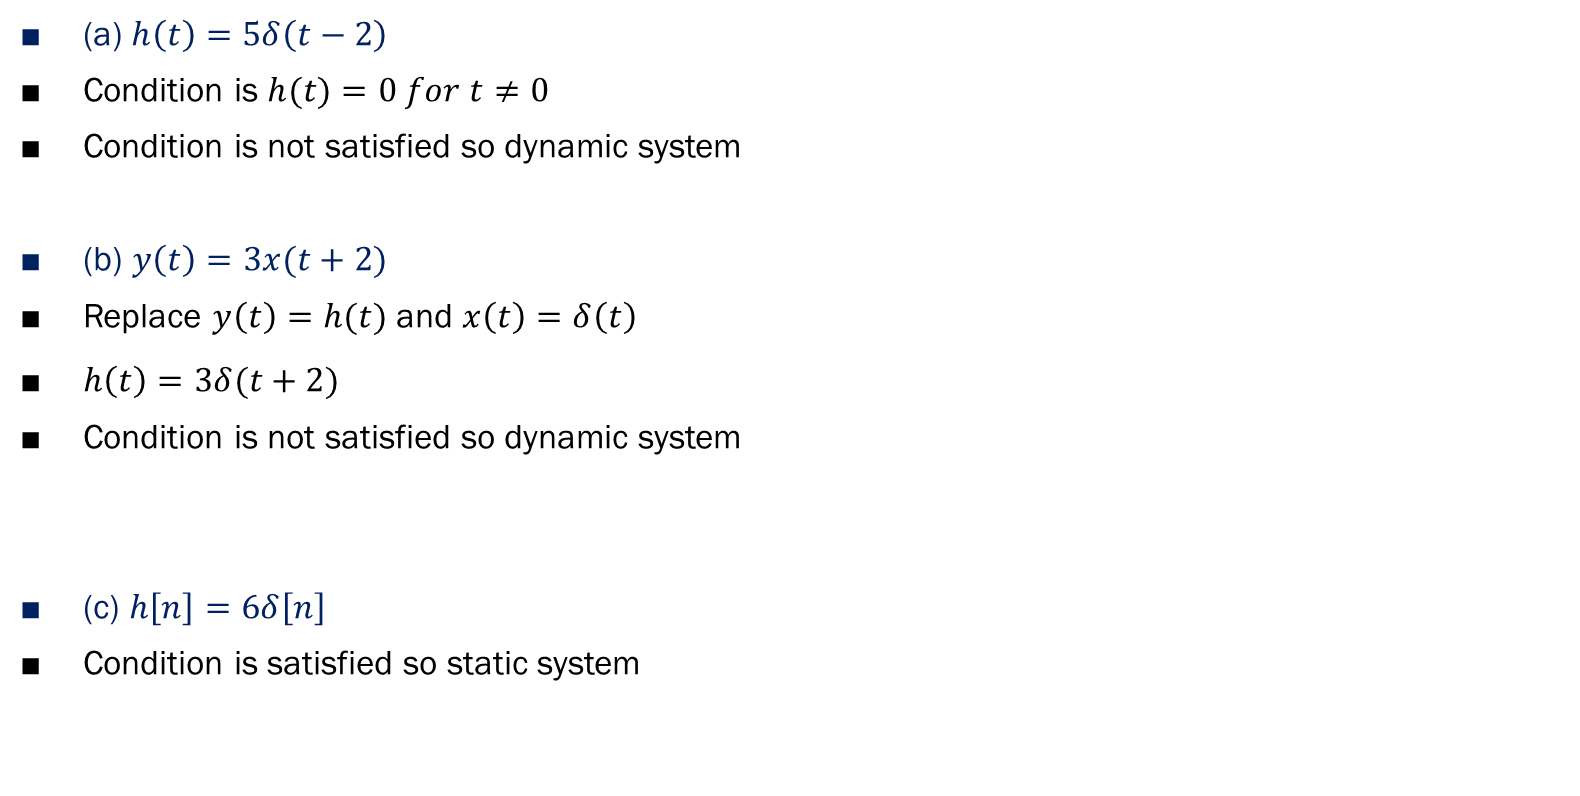 ■ (a) h(t) = 5δ(t − 2)
■ Condition is h(t) = 0 for t ≠ 0
■ Condition is not satisfied so dynamic system
■ (b) y(t) = 3x(t + 2)
■ Replace y(t) = h(t) and x(t) = δ(t)
■ h(t) = 3δ(t + 2)
■ Condition is not satisfied so dynamic system
■ (c) h[n] = 6δ[n]
■ Condition is satisfied so static system